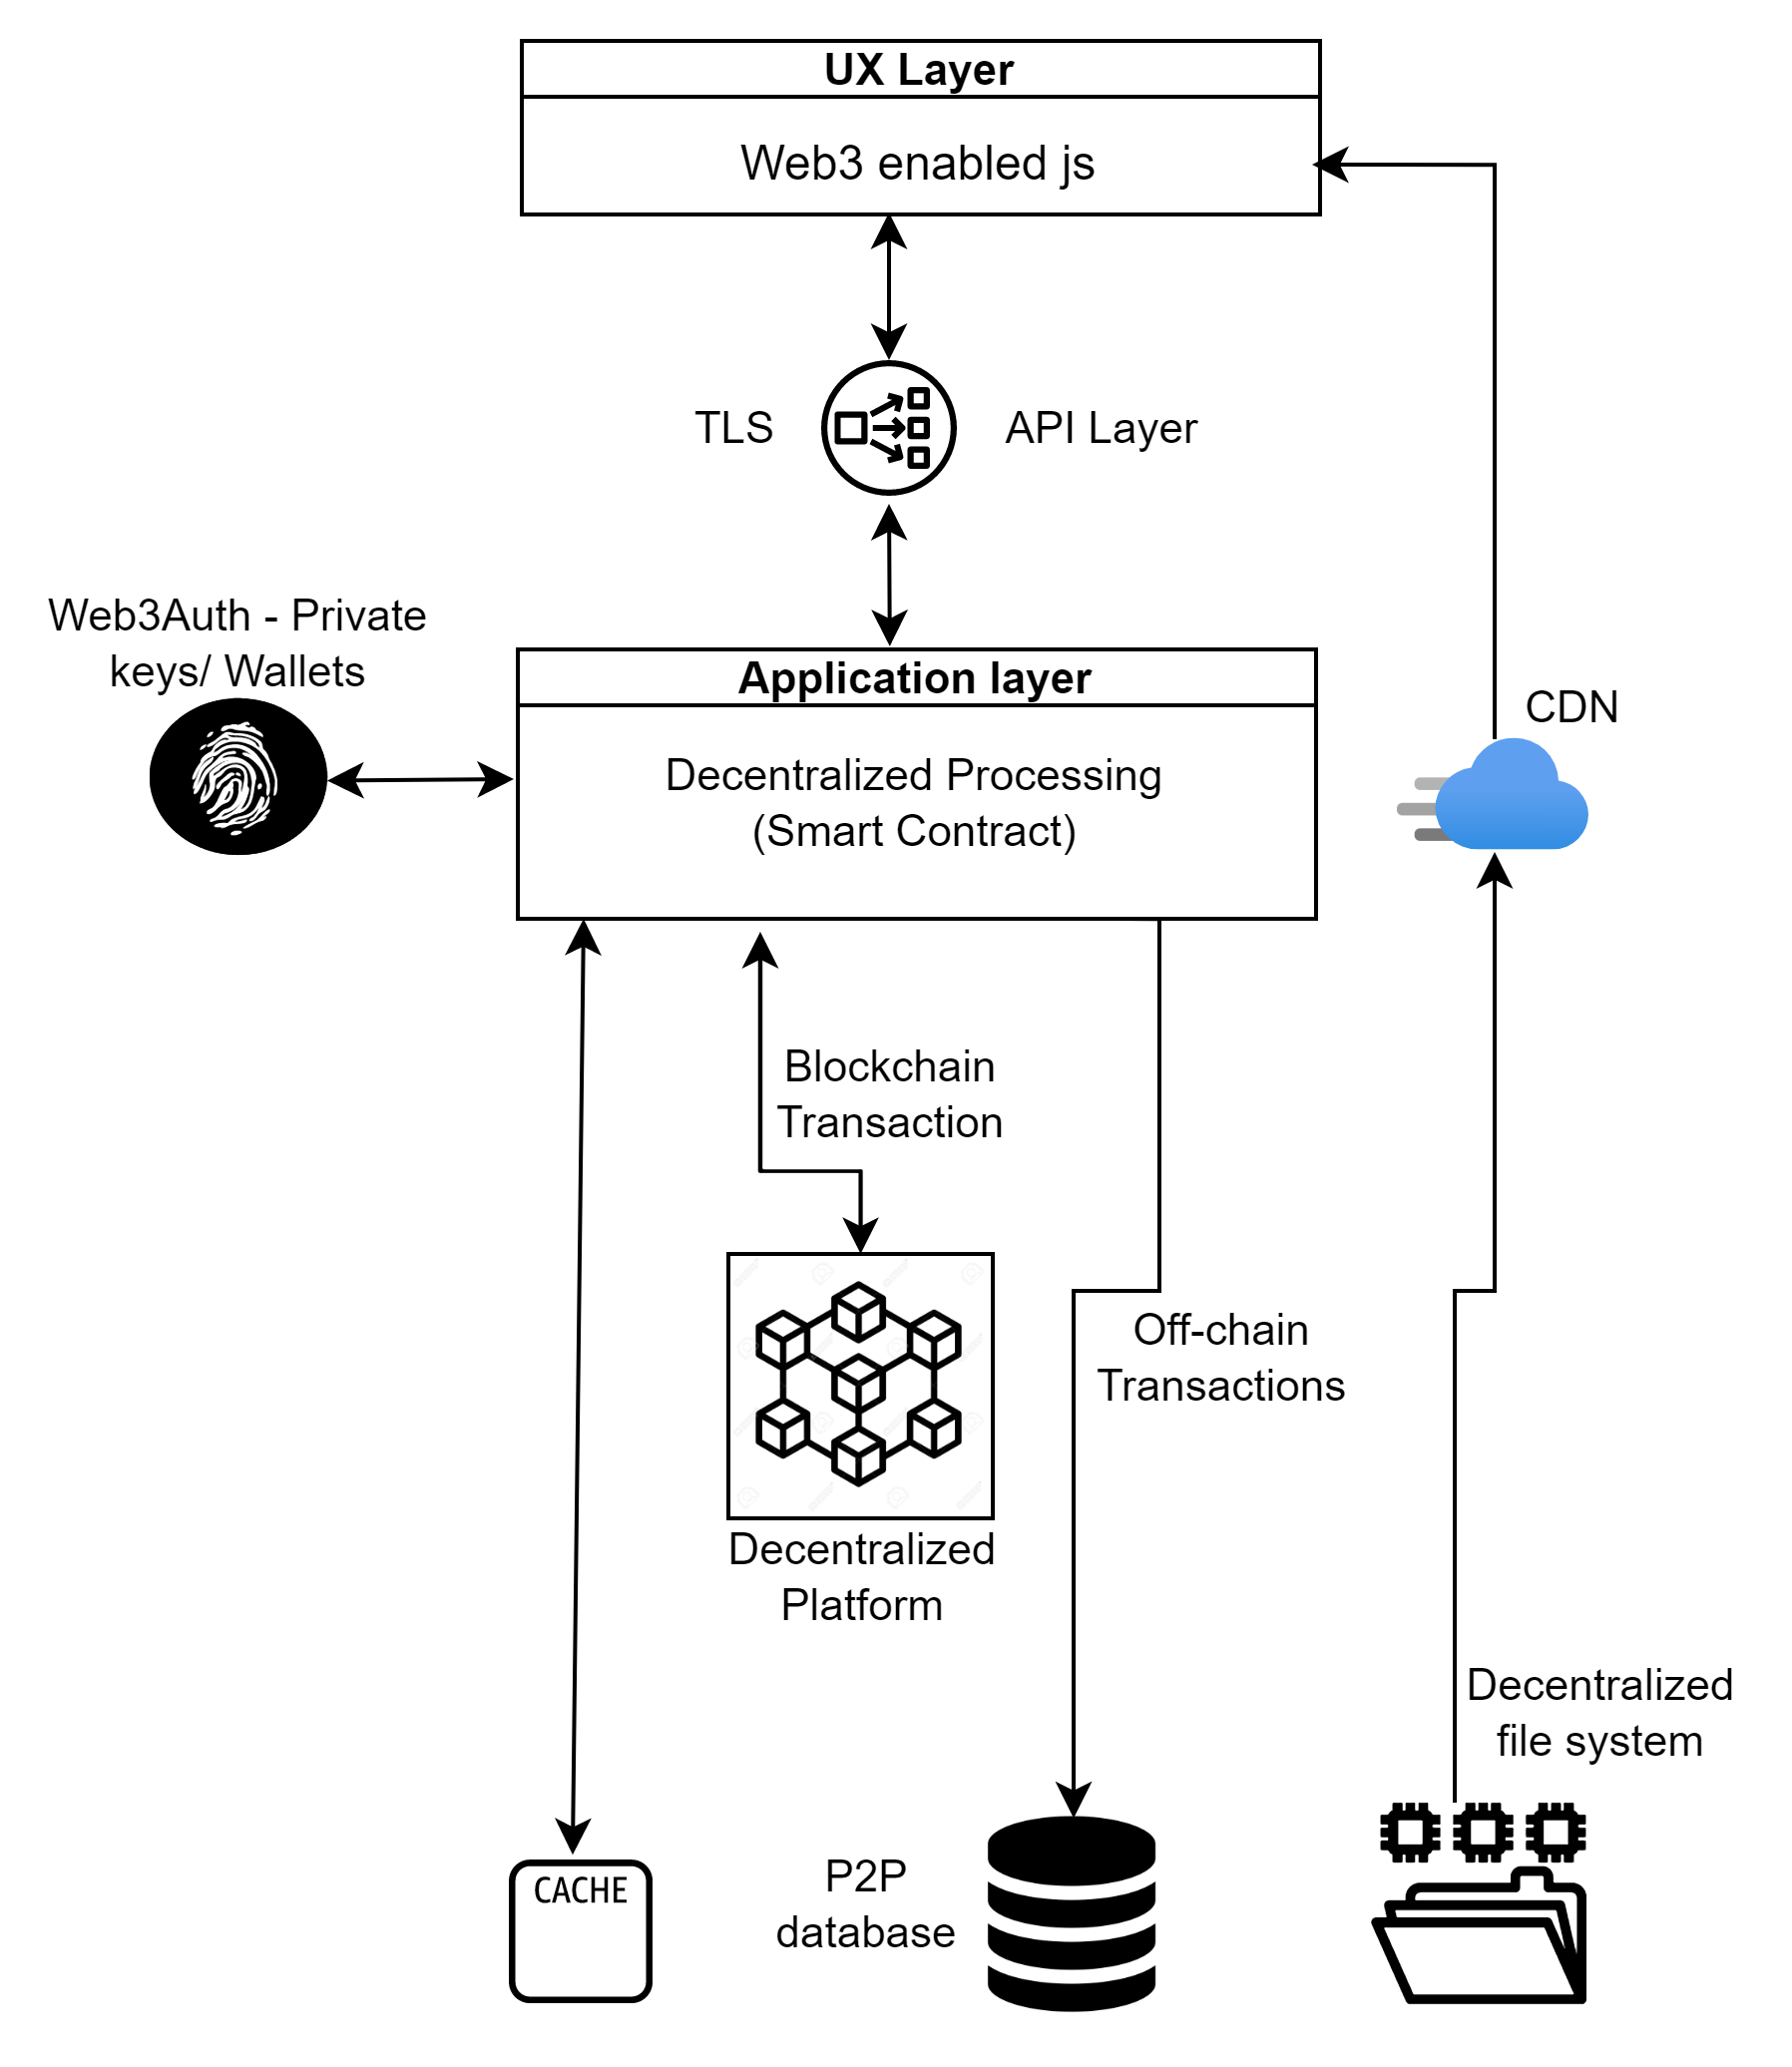 UX Layer
Web3 enabled js
TLS
API Layer
Web3Auth - Private
keys/ Wallets
Application layer
Decentralized Processing
(Smart Contract)
CDN
Blockchain
Transaction
Off-chain
Transactions
Decentralized
Platform
Decentralized
file system
CACHE
P2P
database